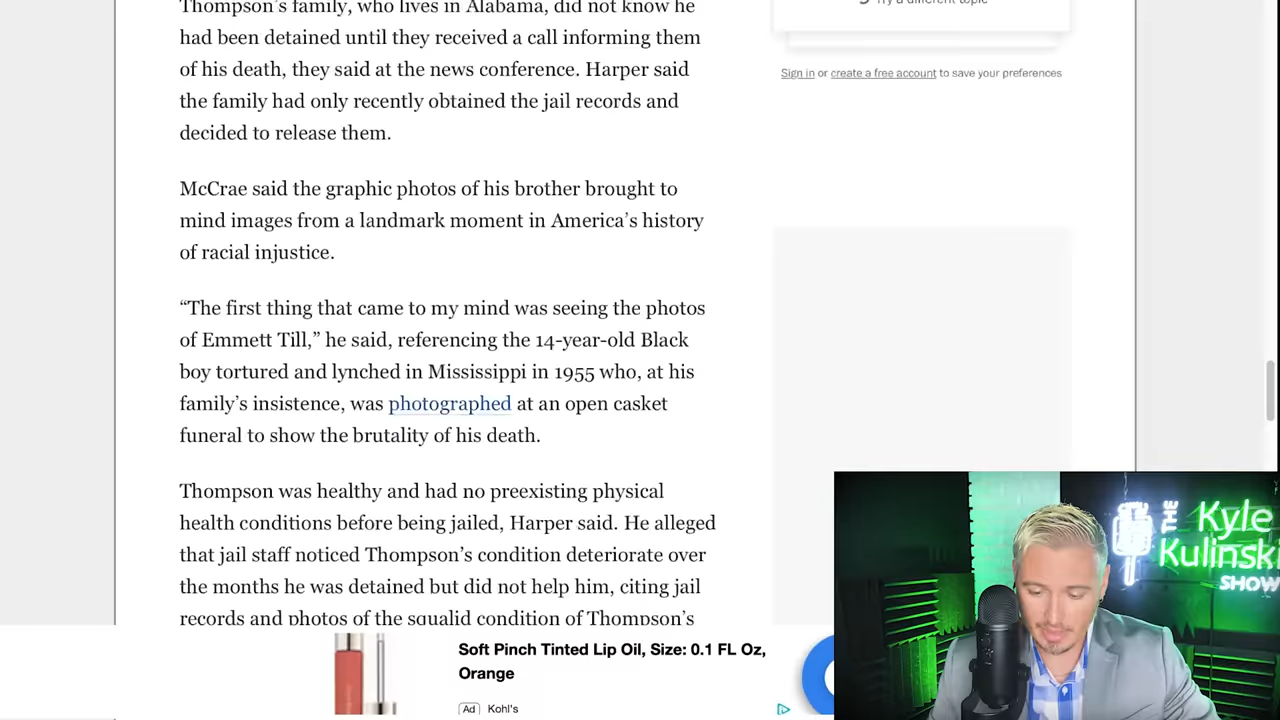 Thompson's family, who lives in Alabama, did not know he
had been detained until they received a call informing them
of his death, they said at the news conference. Harper said
the family had only recently obtained the jail records and
decided to release them.
McCrae said the graphic photos of his brother brought to
mind images from a landmark moment in America's history
of racial injustice.
“The first thing that came to my mind was seeing the photos
of Emmett Till,” he said, referencing the 14-year-old Black
boy tortured and lynched in Mississippi in 1955 who, at his
family's insistence, was photographed at an open casket
funeral to show the brutality of his death.
Thompson was healthy and had no preexisting physical
health conditions before being jailed, Harper said. He alleged
that jail staff noticed Thompson's condition deteriorate over
the months he was detained but did not help him, citing jail
records and photos of the squalid condition of Thompson's
Try a different topic
Sign in or create a free account to save your preferences
Soft Pinch Tinted Lip Oil, Size: 0.1 FL Oz,
Orange
Ad Kohl's
THE
Kyle
Kulinski
SHOW